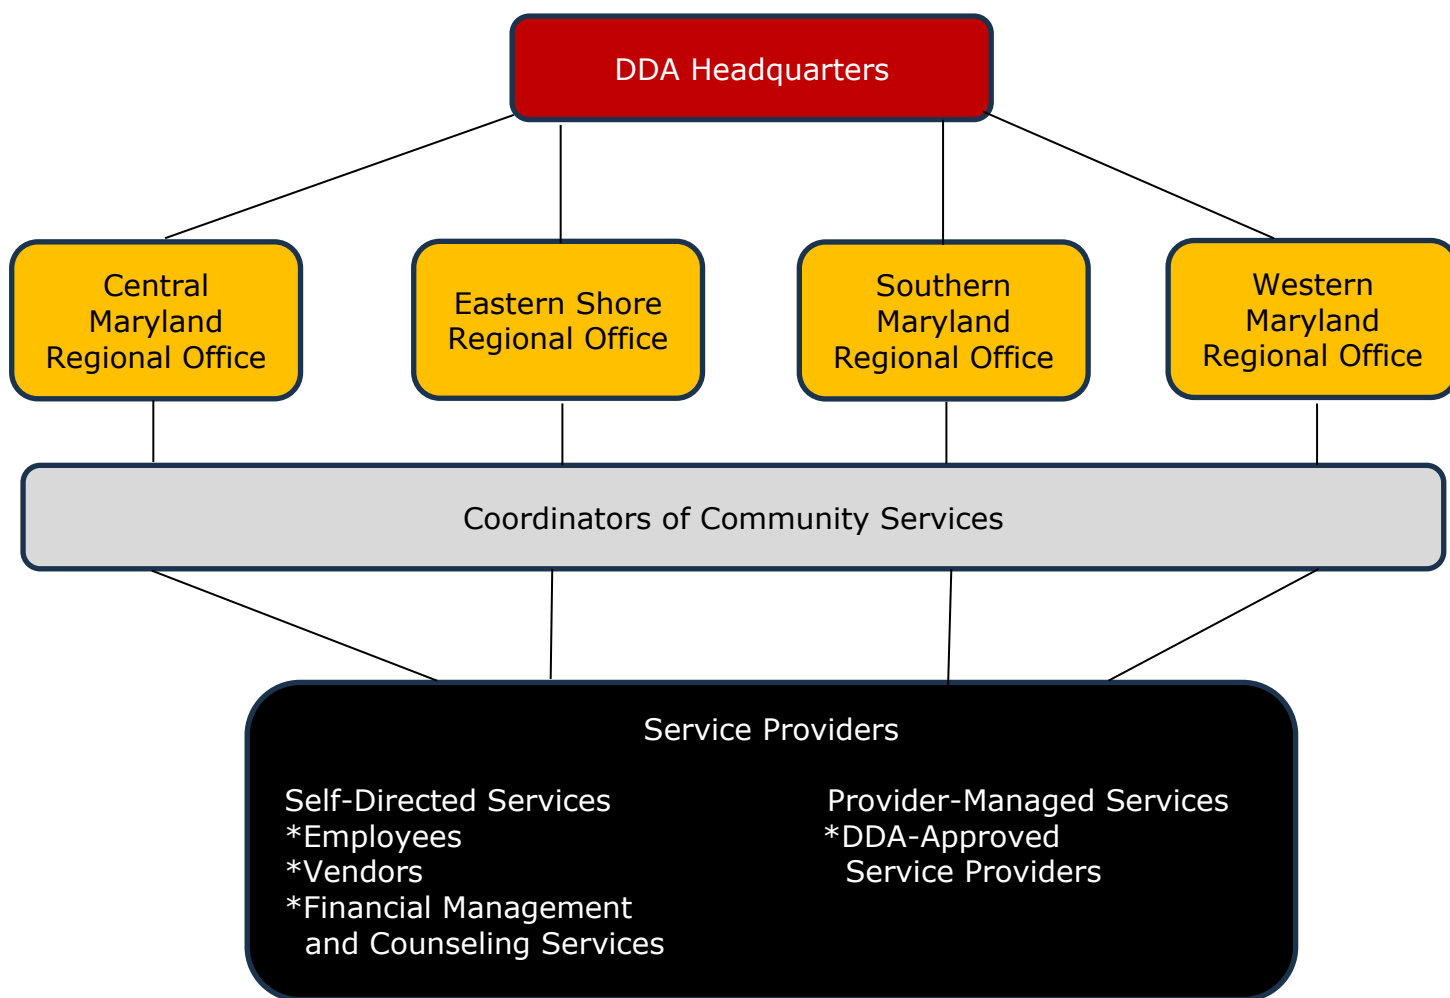 DDA Headquarters
Central
Maryland
Regional Office
Eastern Shore
Regional Office
Southern
Maryland
Regional Office
Western
Maryland
Regional Office
Coordinators of Community Services
Service Providers
Self-Directed Services
*Employees
*Vendors
*Financial Management
and Counseling Services
Provider-Managed Services
*DDA-Approved
Service Providers